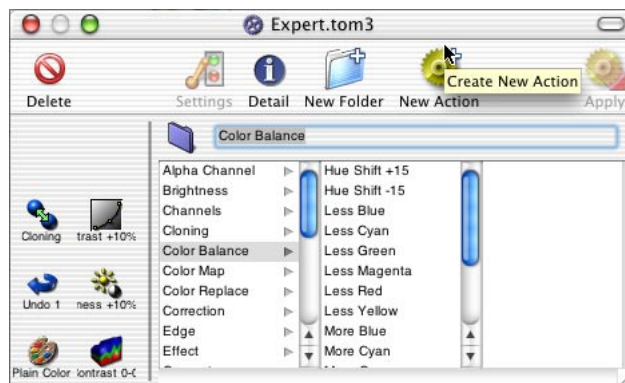 Expert.tom3
Create New Action
Delete
Settings
Detail
New Folder
New Action
Apply
Color Balance
Alpha Channel
Brightness
Channels
Cloning
Color Balance
Color Map
Color Replace
Correction
Edge
Effect
Hue Shift +15
Hue Shift -15
Less Blue
Less Cyan
Less Green
Less Magenta
Less Red
Less Yellow
More Blue
More Cyan
Cloning
trast +10%
Undo 1
ness +10%
Plain Color
ontrast 0-0